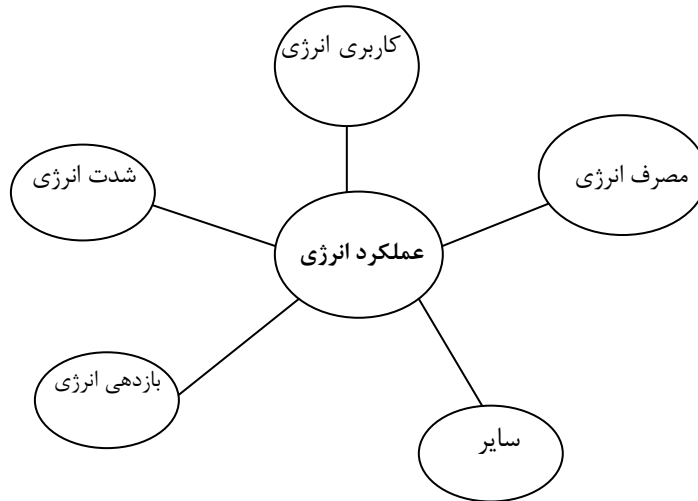 کاربری انرژی
مصرف انرژی
شدت انرژی
عملکرد انرژی
بازدهی انرژی
سایر